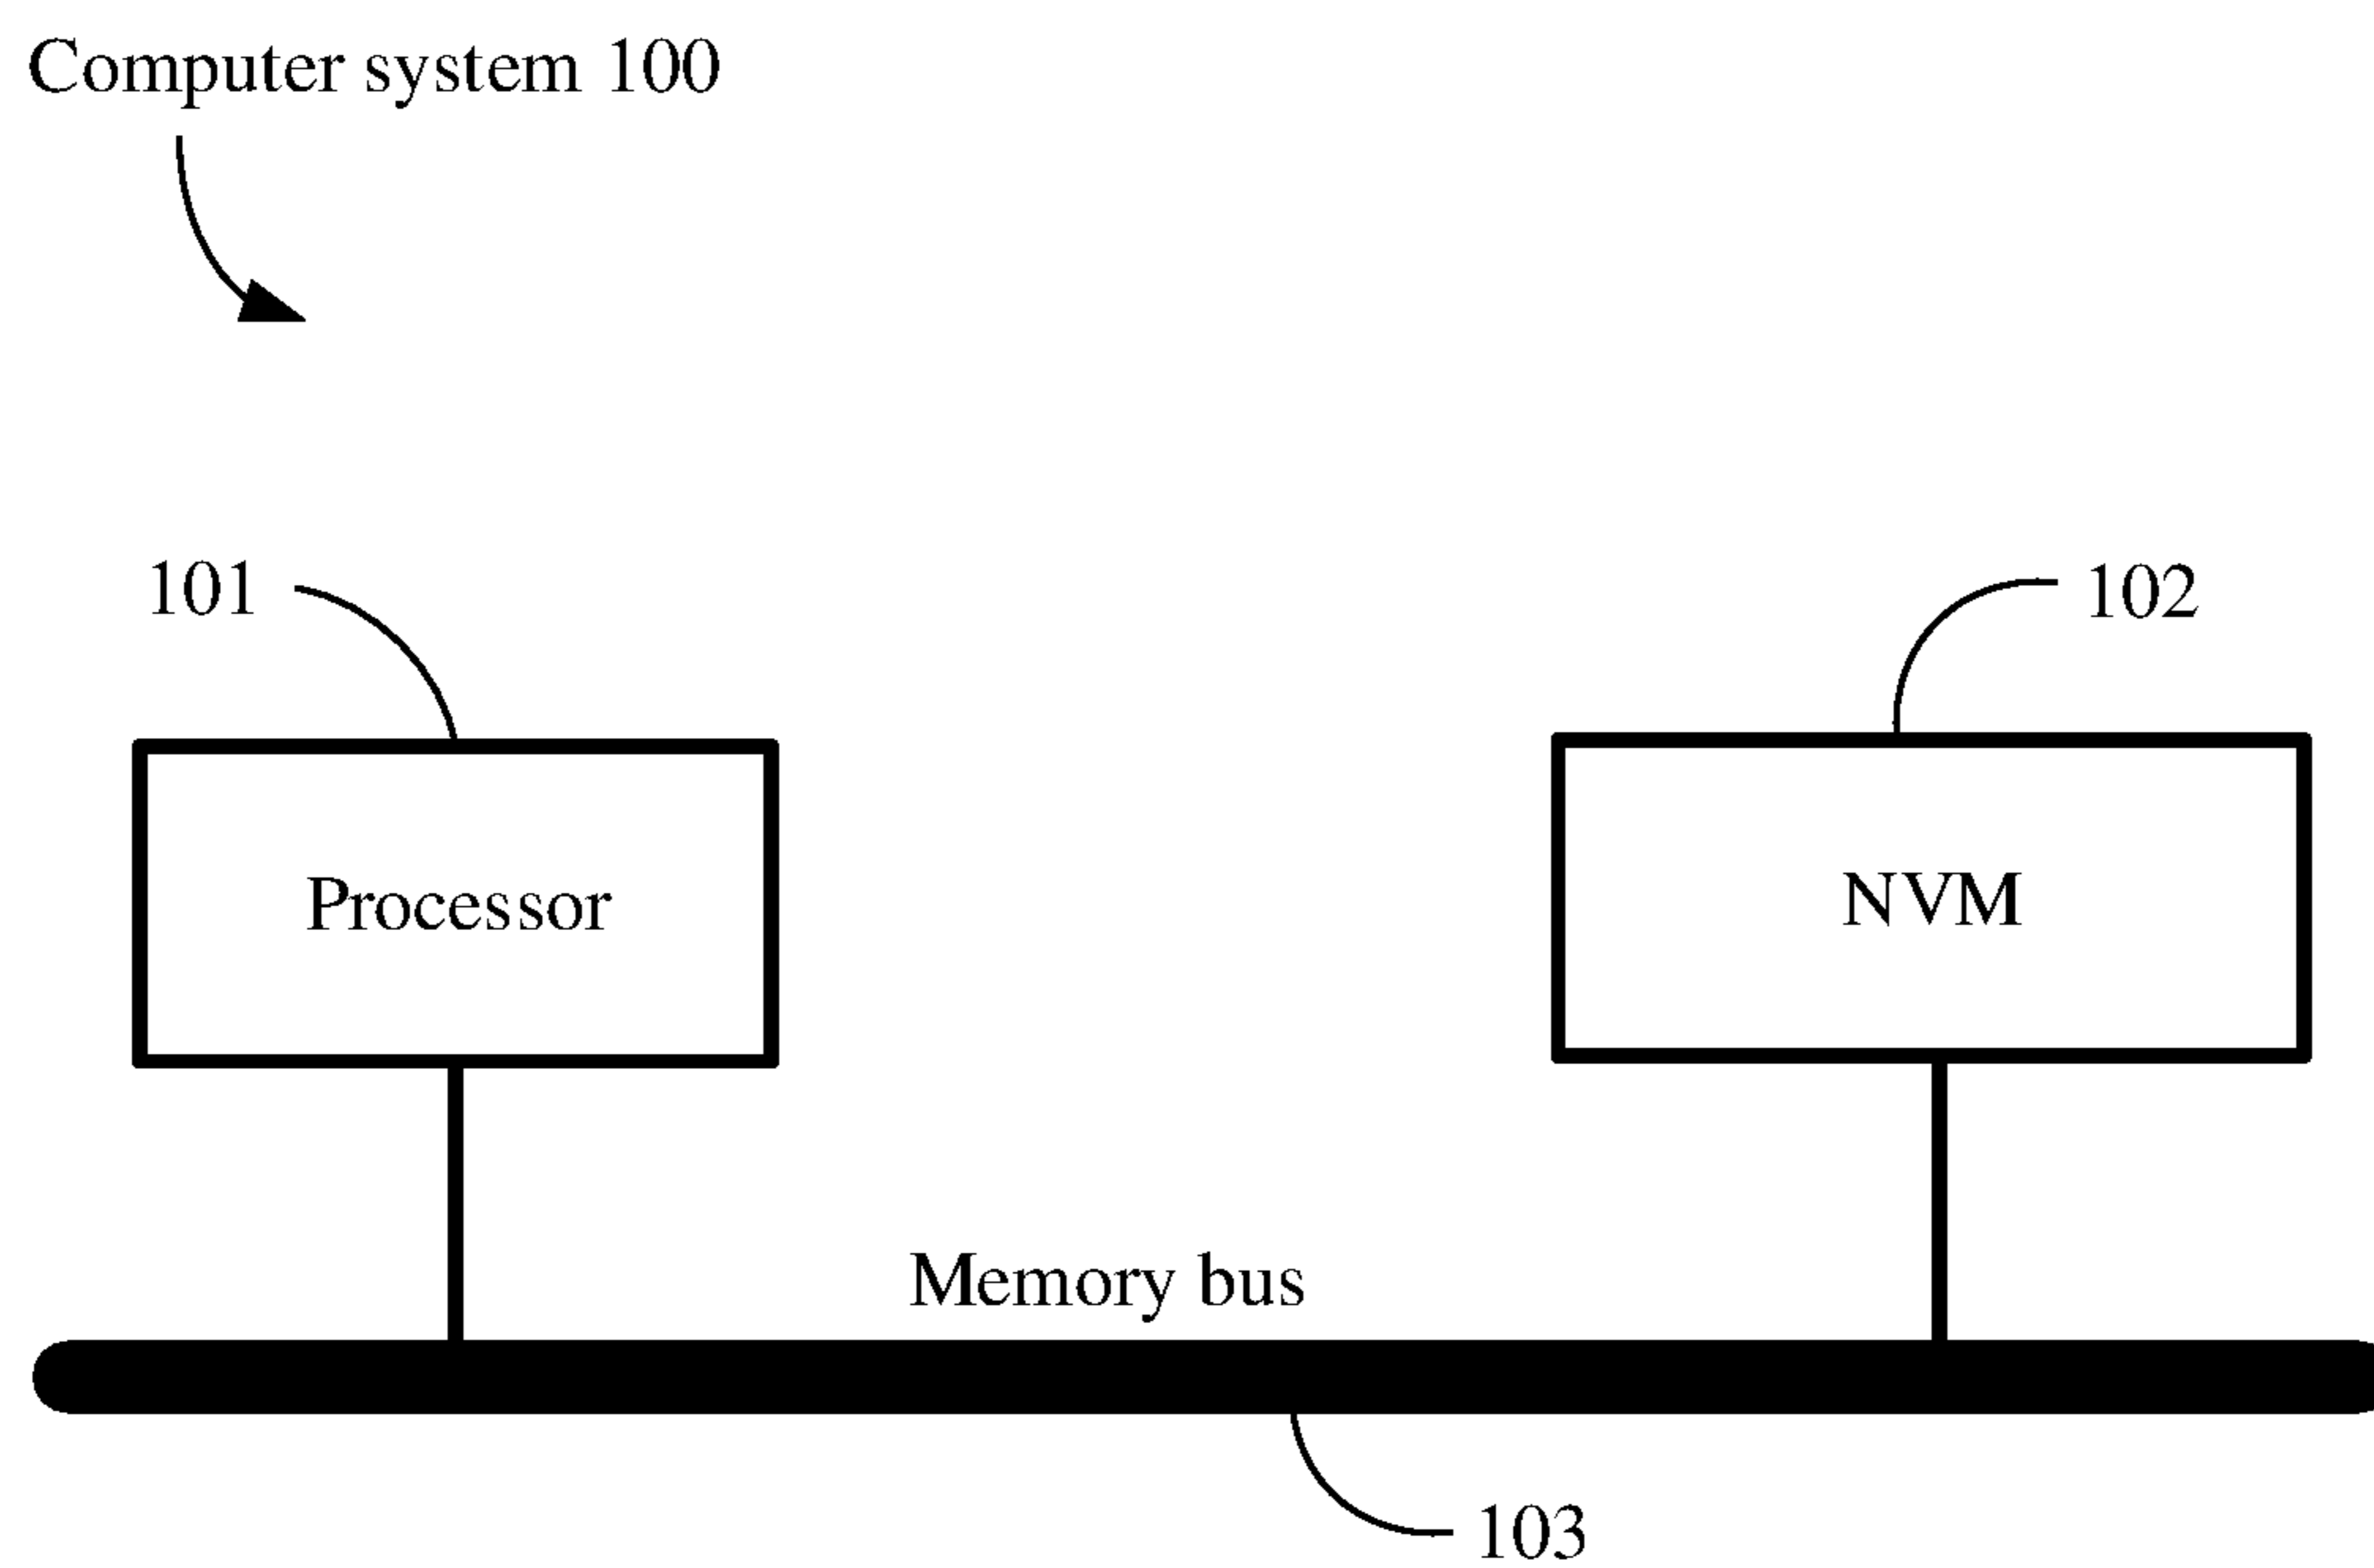 Computer system 100
101
102
Processor
NVM
Memory bus
103